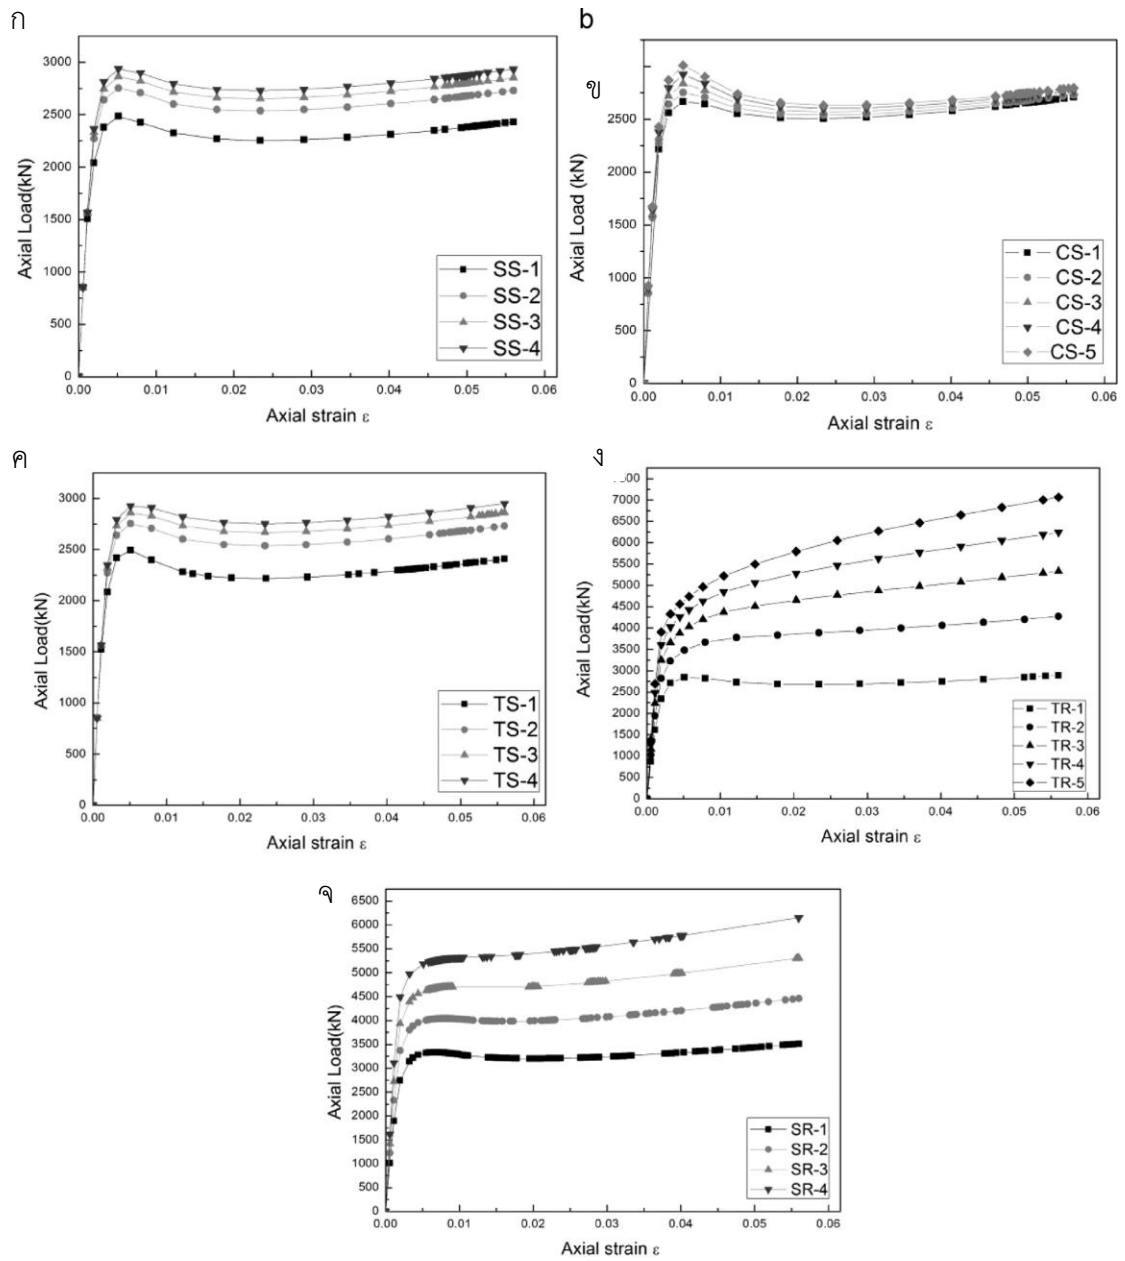 ก
3000
2500
2000
1500
1000
500
0
0.00 0.01 0.02 0.03 0.04 0.05 0.06
Axial Load(kN)
Axial strain ε
SS-1
SS-2
SS-3
SS-4
b
ข
2500
2000
1500
1000
500
0
0.00 0.01 0.02 0.03 0.04 0.05 0.06
Axial Load (kN)
Axial strain ε
CS-1
CS-2
CS-3
CS-4
CS-5
ค
3000
2500
2000
1500
1000
500
0
0.00 0.01 0.02 0.03 0.04 0.05 0.06
Axial Load(kN)
Axial strain ε
TS-1
TS-2
TS-3
TS-4
ง
7000
6500
6000
5500
5000
4500
4000
3500
3000
2500
2000
1500
1000
500
0
0.00 0.01 0.02 0.03 0.04 0.05 0.06
Axial Load(kN)
Axial strain ε
TR-1
TR-2
TR-3
TR-4
TR-5
จ
6500
6000
5500
5000
4500
4000
3500
3000
2500
2000
1500
1000
500
0
0.00 0.01 0.02 0.03 0.04 0.05 0.06
Axial Load(kN)
Axial strain ε
SR-1
SR-2
SR-3
SR-4